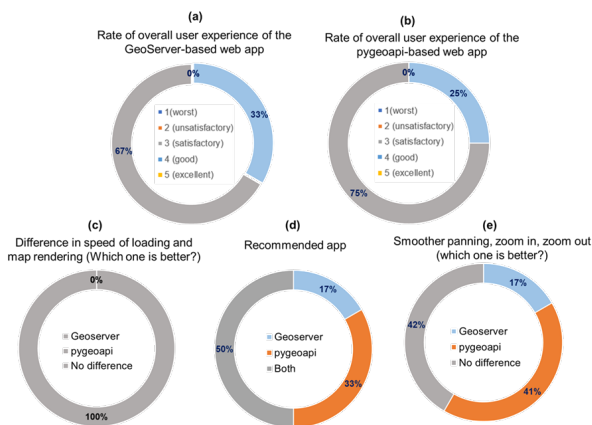 (a)
Rate of overall user experience of the
GeoServer-based web app
0%
33%
67%
1(worst)
2 (unsatisfactory)
3 (satisfactory)
4 (good)
5 (excellent)
(b)
Rate of overall user experience of the
pygeoapi-based web app
0%
25%
75%
1(worst)
2 (unsatisfactory)
3 (satisfactory)
4 (good)
5 (excellent)
(c)
Difference in speed of loading and
map rendering (Which one is better?)
0%
Geoserver
pygeoapi
No difference
100%
(d)
Recommended app
17%
Geoserver
pygeoapi
Both
50%
33%
(e)
Smoother panning, zoom in, zoom out
(which one is better?)
17%
42%
Geoserver
pygeoapi
No difference
41%